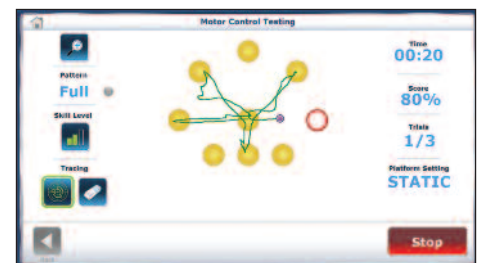 Motor Control Testing
Pattern
Full
Skill Level
Tracing
Time
00:20
Score
80%
Trials
1/3
Platform Setting
STATIC
Stop